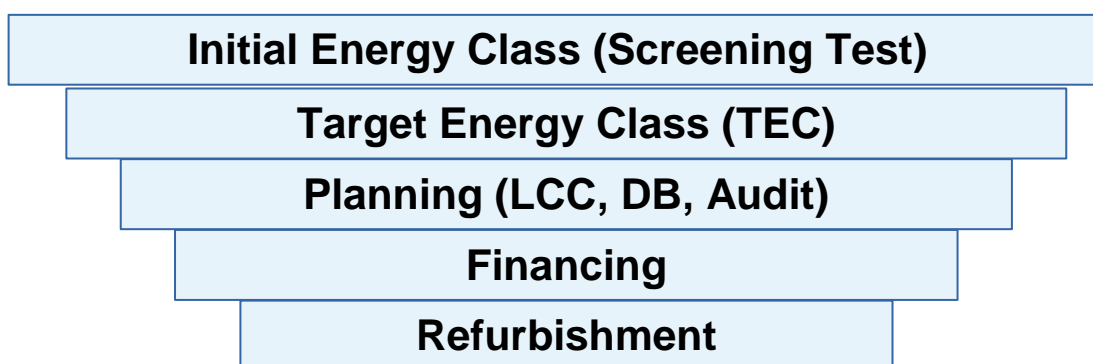 Initial Energy Class (Screening Test)
Target Energy Class (TEC)
Planning (LCC, DB, Audit)
Financing
Refurbishment